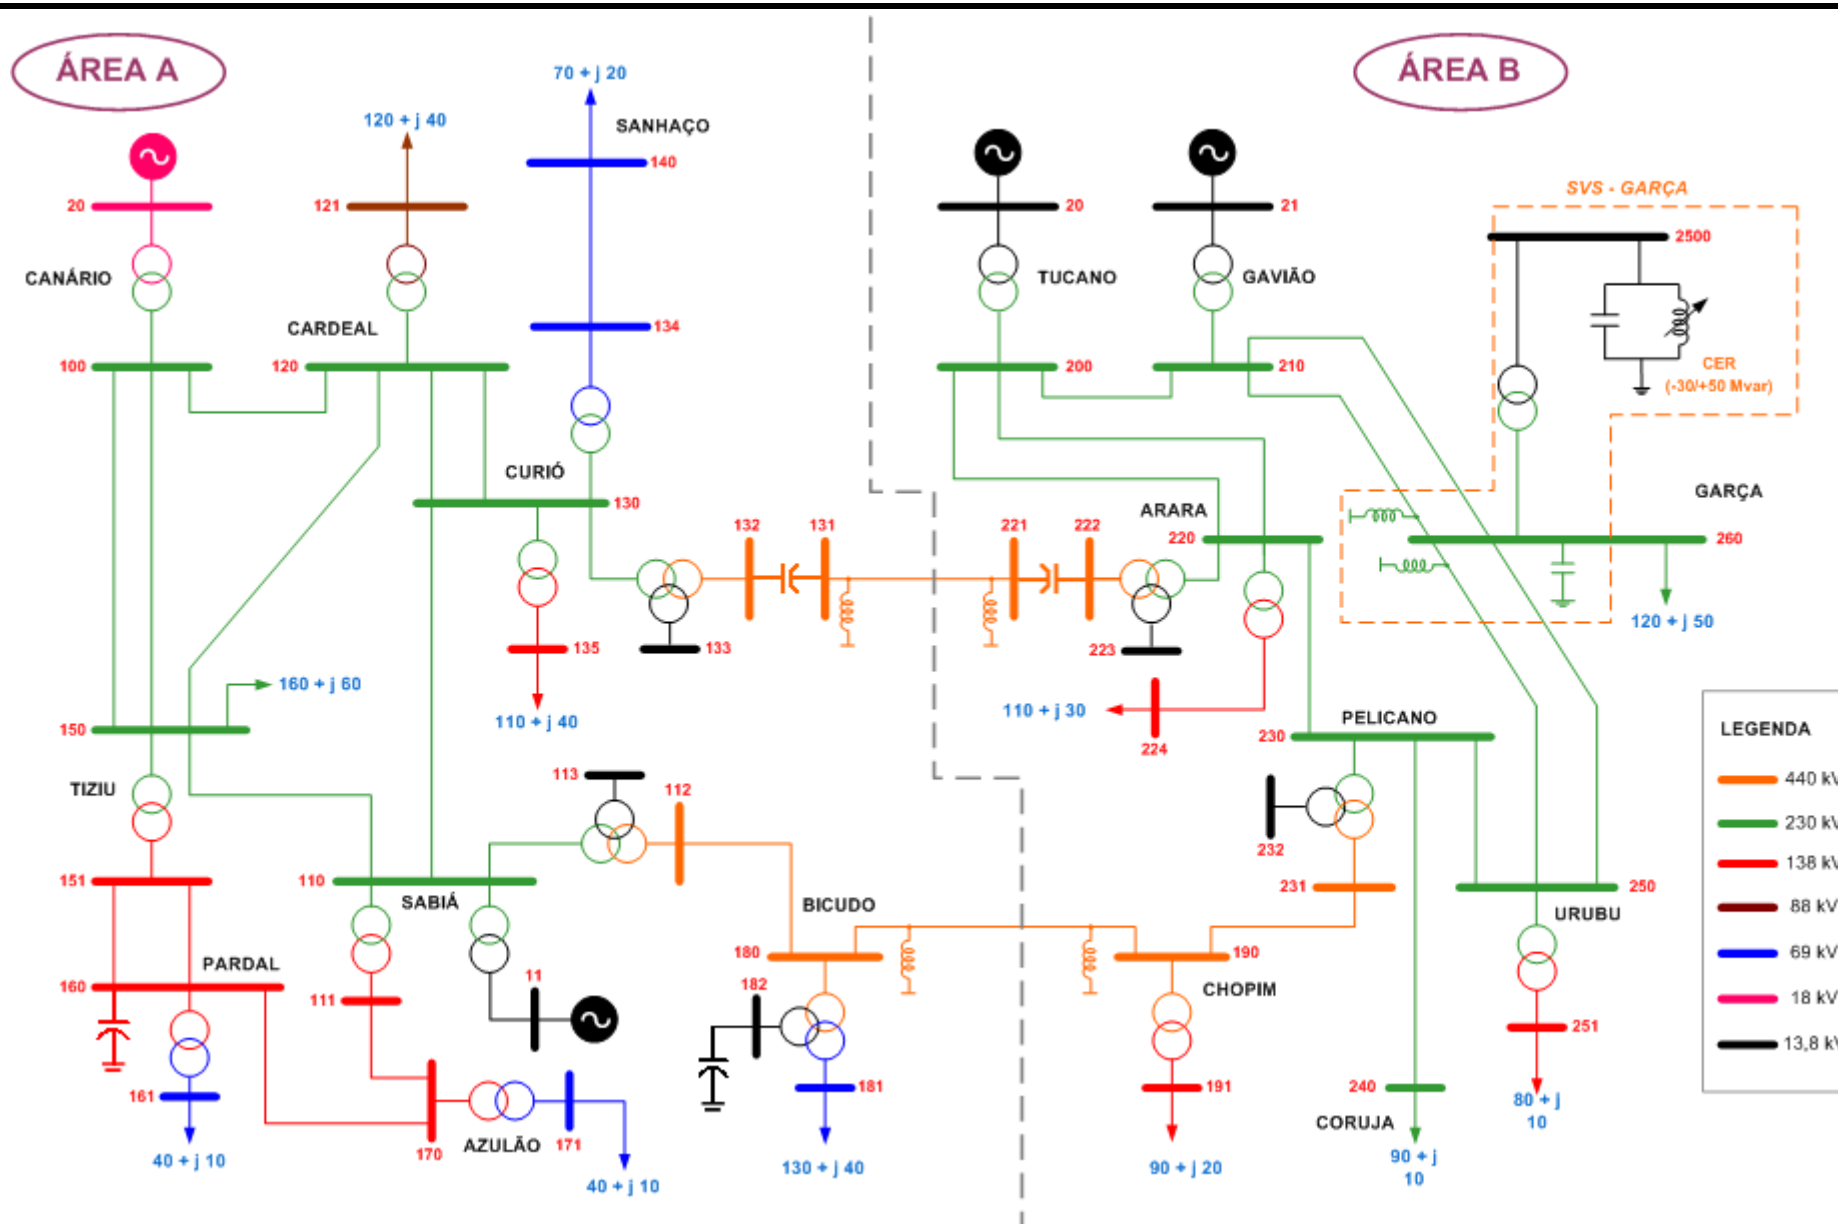 ÁREA A
ÁREA B
70 + j 20
120 + j 40
SANHAÇO
140
20
121
20
21
SVS - GARÇA
2500
CANÁRIO
TUCANO
GAVIÃO
CARDEAL
134
100
120
200
210
CER
(-30/+50 Mvar)
CURIÓ
130
132
131
221
222
ARARA
220
GARÇA
260
135
133
223
120 + j 50
160 + j 60
110 + j 40
110 + j 30
224
150
PELICANO
230
LEGENDA
440 kV
230 kV
138 kV
88 kV
69 kV
18 kV
13,8 kV
TIZIU
113
112
232
151
110
SABIÁ
231
250
URUBU
BICUDO
PARDAL
160
111
11
180
182
190
CHOPIM
251
161
170
AZULÃO
171
181
191
240
CORUJA
80 + j
10
40 + j 10
40 + j 10
130 + j 40
90 + j 20
90 + j
10